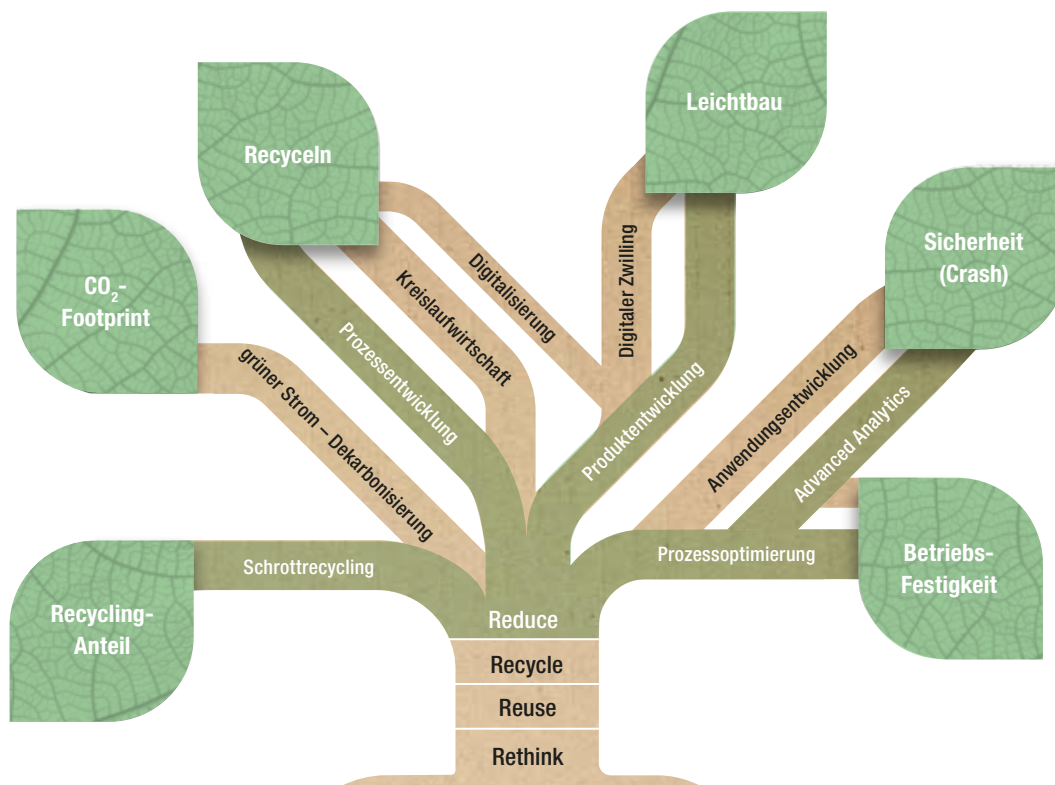 Leichtbau
Recyceln
Sicherheit
(Crash)
CO₂-
Footprint
Digitalisierung
Digitaler Zwilling
Kreislaufwirtschaft
Prozessentwicklung
grüner Strom – Dekarbonisierung
Produktentwicklung
Anwendungsentwicklung
Advanced Analytics
Schrottrecycling
Prozessoptimierung
Betriebs-
Festigkeit
Recycling-
Anteil
Reduce
Recycle
Reuse
Rethink